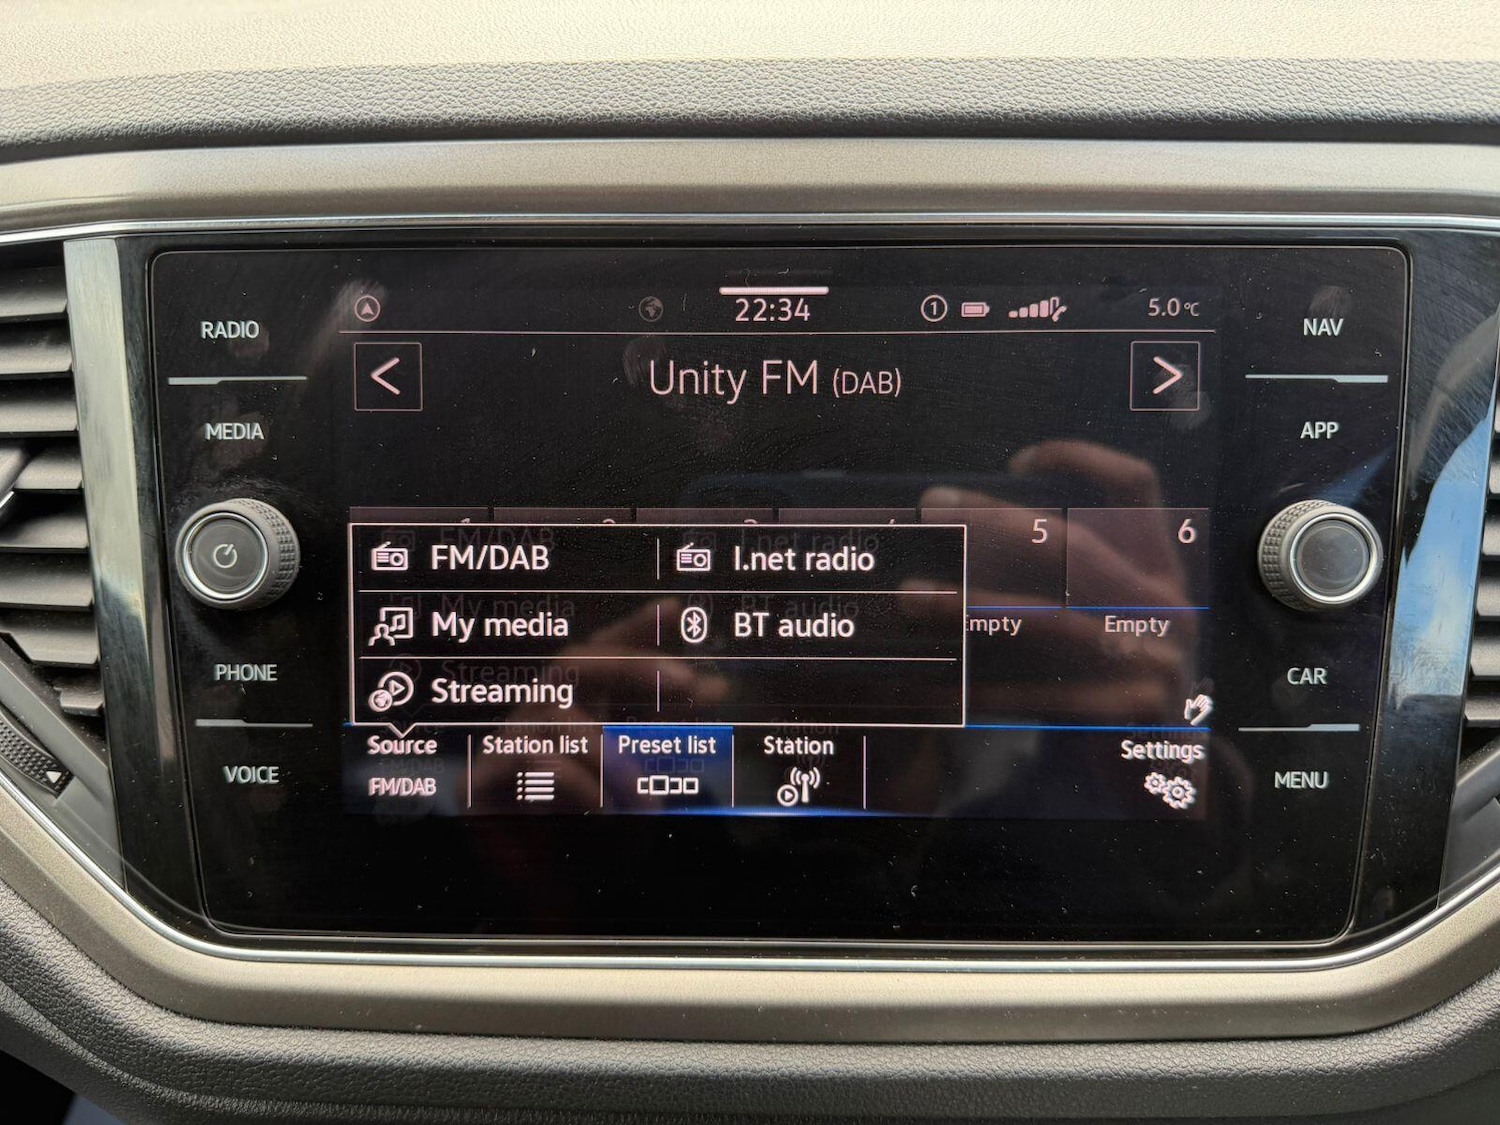 RADIO
MEDIA
PHONE
VOICE
22:34
1
5.0°C
<
Unity FM (DAB)
>
5
6
FM/DAB
I.net radio
My media
BT audio
Streaming
Empty
Source
Station list
Preset list
Station
Settings
FM/DAB
NAV
APP
CAR
MENU